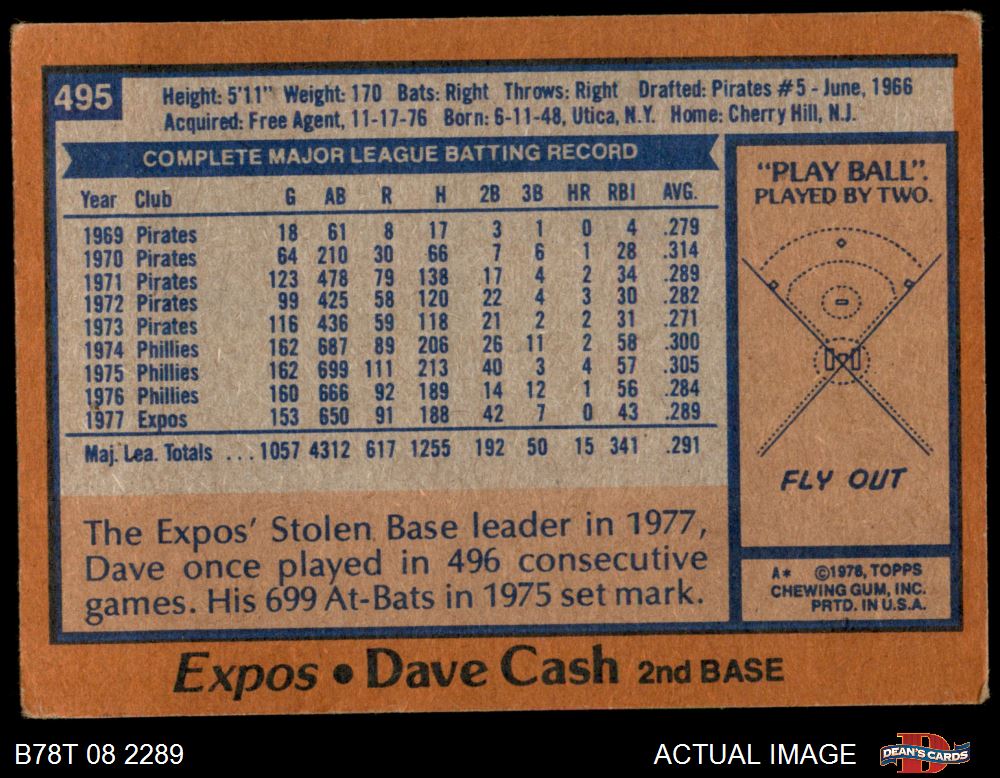 495
Height: 5'11" Weight: 170 Bats: Right Throws: Right Drafted: Pirates #5 - June, 1966
Acquired: Free Agent, 11-17-76 Born: 6-11-48, Utica, N.Y. Home: Cherry Hill, N.J.
COMPLETE MAJOR LEAGUE BATTING RECORD
Year Club G AB R H 2B 3B HR RBI AVG.
1969 Pirates 18 61 8 17 3 1 0 4 .279
1970 Pirates 64 210 30 66 7 6 1 28 .314
1971 Pirates 123 478 79 138 17 4 2 34 .289
1972 Pirates 99 425 58 120 22 4 3 30 .282
1973 Pirates 116 436 59 118 21 2 2 31 .271
1974 Phillies 162 687 89 206 26 11 2 58 .300
1975 Phillies 162 699 111 213 40 3 4 57 .305
1976 Phillies 160 666 92 189 14 12 1 56 .284
1977 Expos 153 650 91 188 42 7 0 43 .289
Maj. Lea. Totals ... 1057 4312 617 1255 192 50 15 341 .291
The Expos' Stolen Base leader in 1977,
Dave once played in 496 consecutive
games. His 699 At-Bats in 1975 set mark.
"PLAY BALL".
PLAYED BY TWO.
FLY OUT
A* ©1978, TOPPS
CHEWING GUM, INC.
PRTD. IN U.S.A.
Expos • Dave Cash 2nd BASE
B78T 08 2289
ACTUAL IMAGE
DEAN'S CARDS